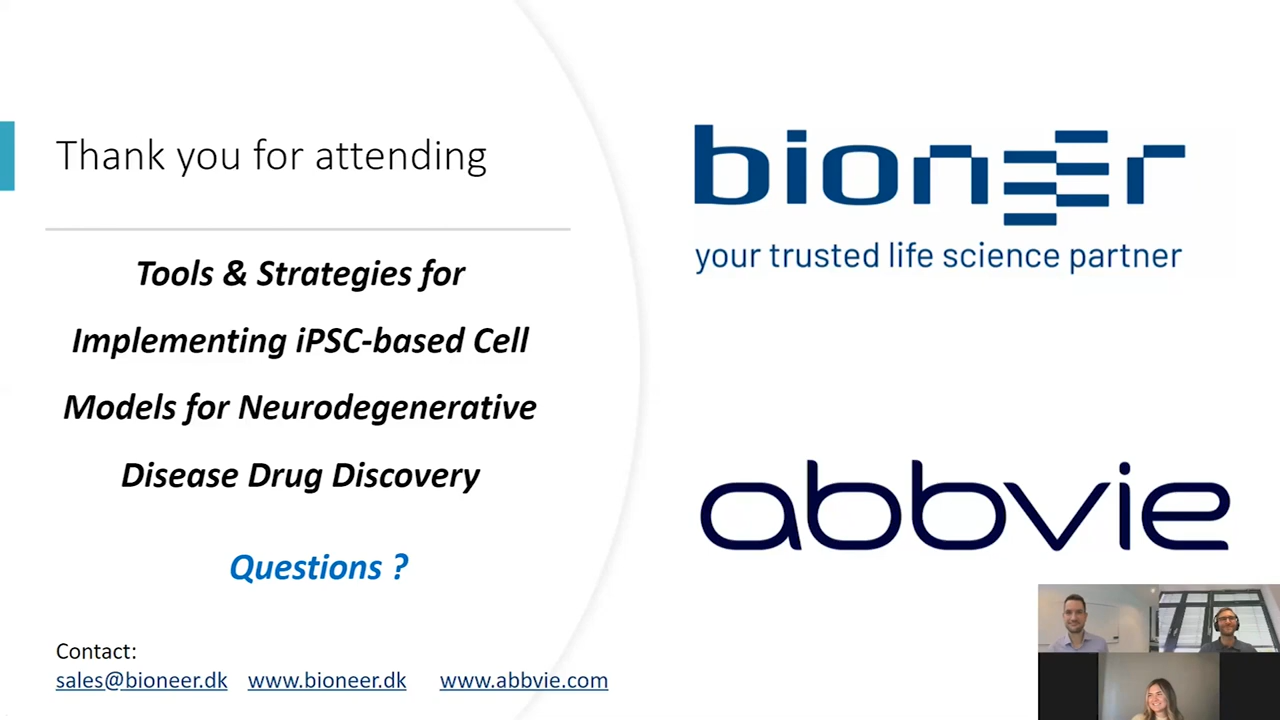 Thank you for attending
Tools & Strategies for
Implementing iPSC-based Cell
Models for Neurodegenerative
Disease Drug Discovery
Questions ?
Contact:
sales@bioneer.dk www.bioneer.dk www.abbvie.com
bioneer
your trusted life science partner
abbvie